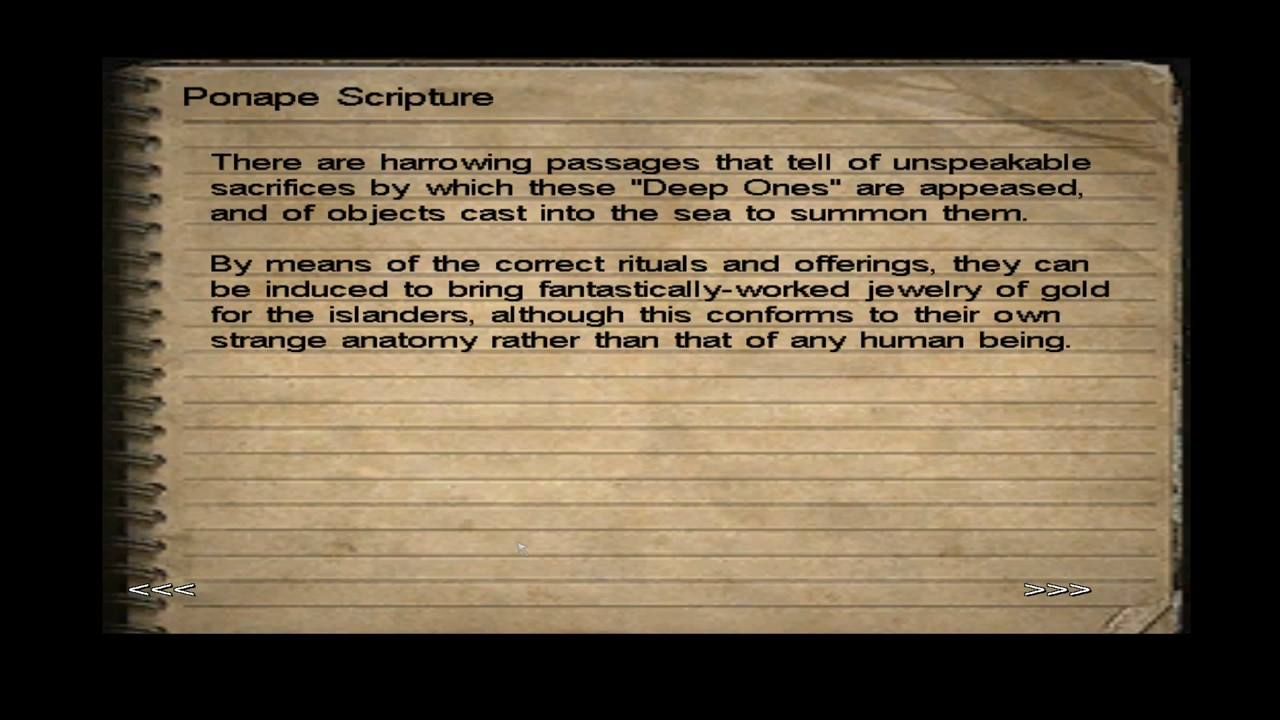 Ponape Scripture
There are harrowing passages that tell of unspeakable
sacrifices by which these "Deep Ones" are appeased,
and of objects cast into the sea to summon them.
By means of the correct rituals and offerings, they can
be induced to bring fantastically-worked jewelry of gold
for the islanders, although this conforms to their own
strange anatomy rather than that of any human being.
<<< >>>